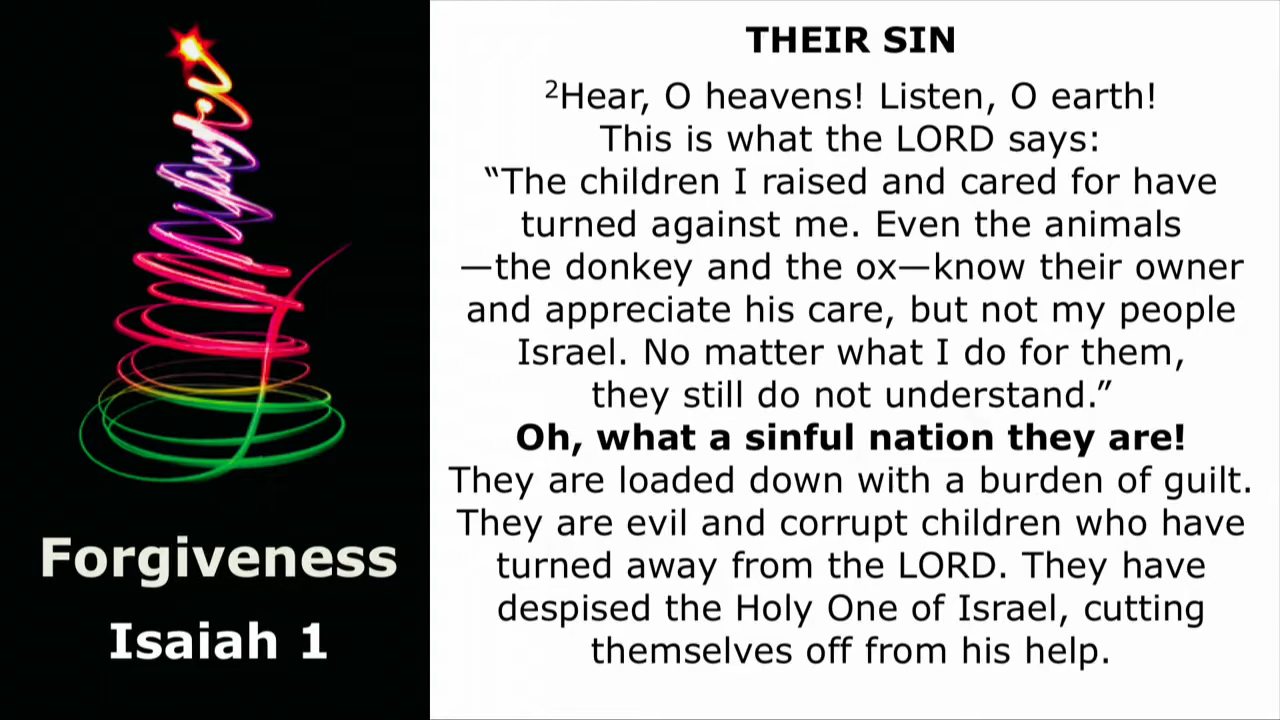 THEIR SIN
²Hear, O heavens! Listen, O earth!
This is what the LORD says:
“The children I raised and cared for have
turned against me. Even the animals
—the donkey and the ox—know their owner
and appreciate his care, but not my people
Israel. No matter what I do for them,
they still do not understand.”
Oh, what a sinful nation they are!
They are loaded down with a burden of guilt.
They are evil and corrupt children who have
turned away from the LORD. They have
despised the Holy One of Israel, cutting
themselves off from his help.
Forgiveness
Isaiah 1